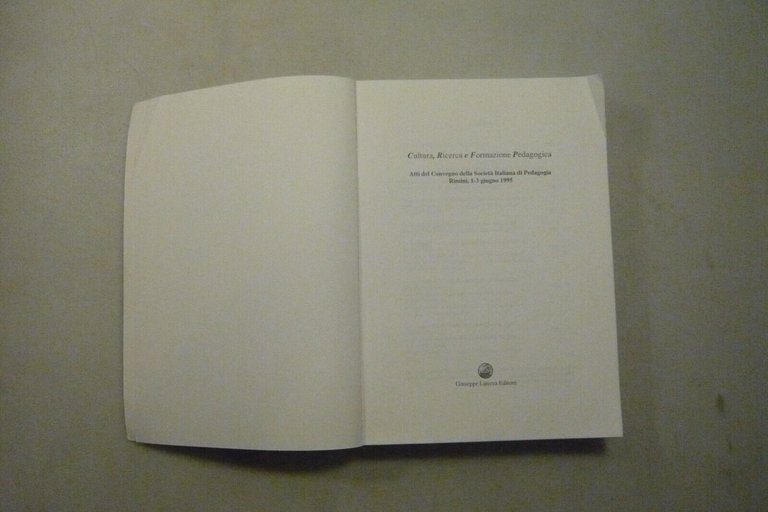 Cultura, Ricerca e Formazione Pedagogica
Atti del Convegno della Società Italiana di Pedagogia
Rimini, 1-3 giugno 1995
Giuseppe Laterza Editore